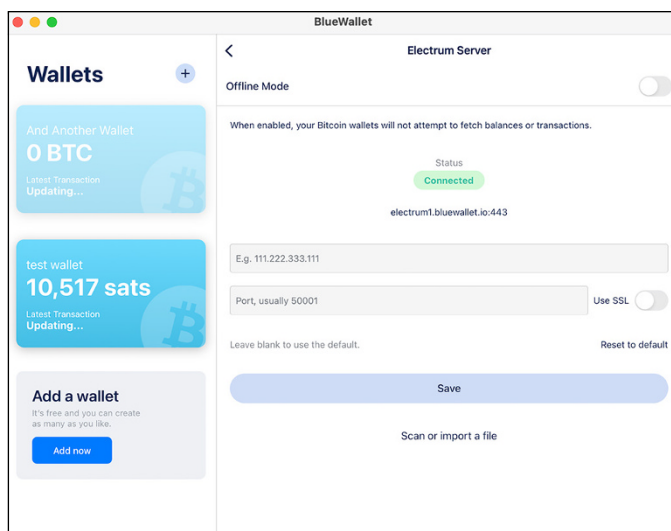 BlueWallet
Wallets
+
And Another Wallet
0 BTC
Latest Transaction
Updating...
test wallet
10,517 sats
Latest Transaction
Updating...
Add a wallet
It's free and you can create
as many as you like.
Add now
Electrum Server
Offline Mode
When enabled, your Bitcoin wallets will not attempt to fetch balances or transactions.
Status
Connected
electrum1.bluewallet.io:443
E.g. 111.222.333.111
Port, usually 50001
Use SSL
Leave blank to use the default.
Reset to default
Save
Scan or import a file